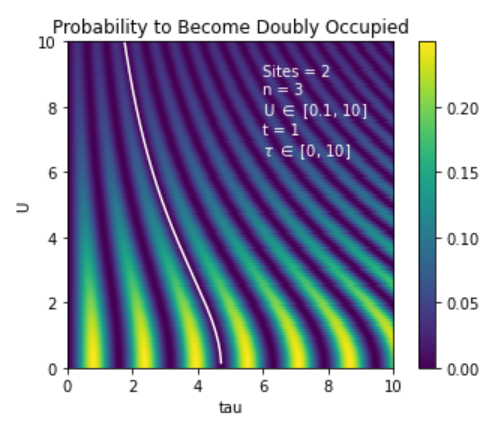 Probability to Become Doubly Occupied
10
8
6
4
2
0
U
0 2 4 6 8 10
tau
Sites = 2
n = 3
U ∈ [0.1, 10]
t = 1
τ ∈ [0, 10]
0.20
0.15
0.10
0.05
0.00